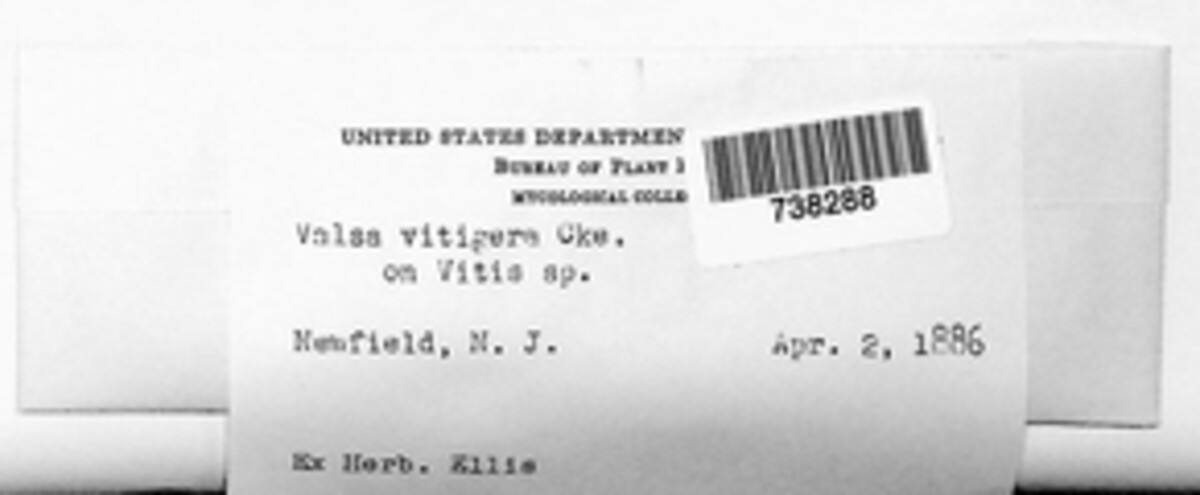 UNITED STATES DEPARTMEN
BUREAU OF PLANT I
MYCOLOGICAL COLLE
738288
Valsa vitigera Cke.
on Vitis sp.
Newfield, N. J.
Apr. 2, 1886
Ex Herb. Ellis